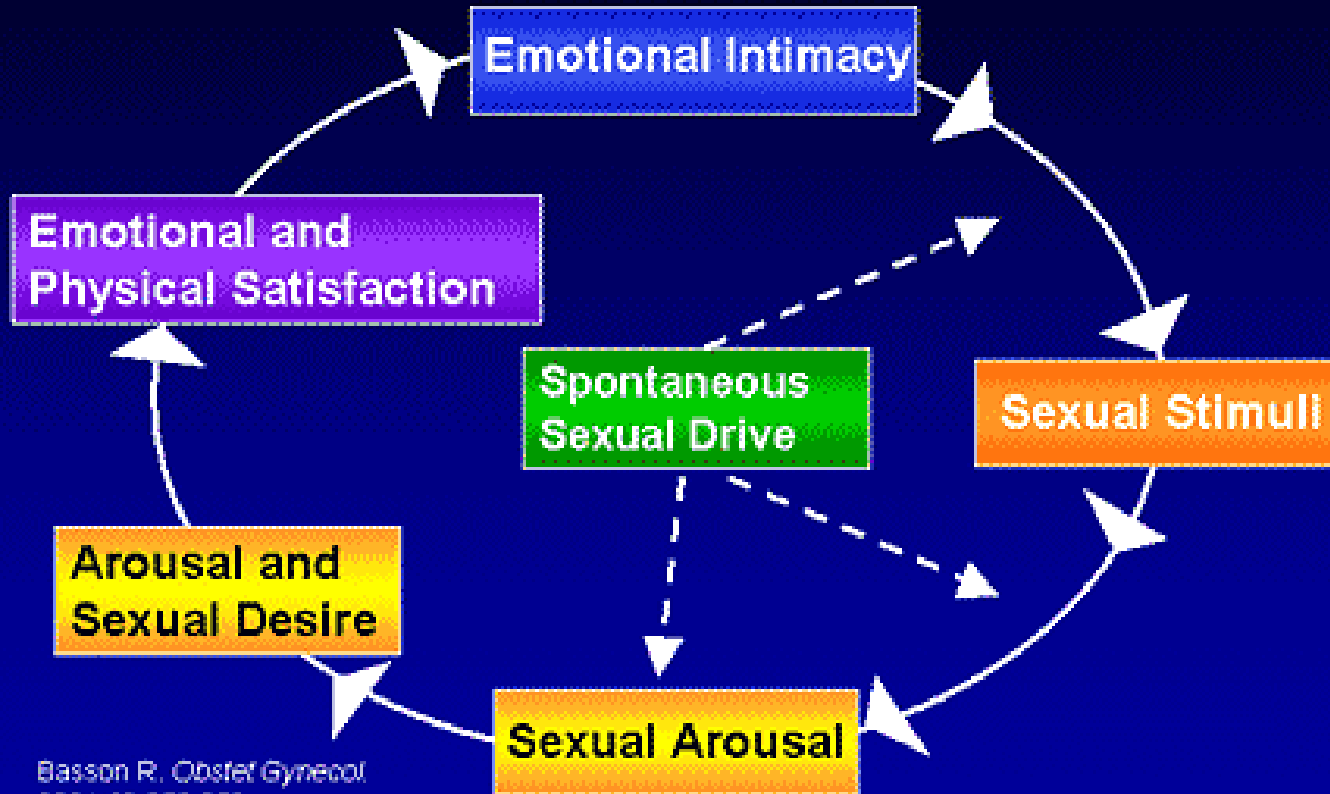 Emotional Intimacy
Emotional and
Physical Satisfaction
Spontaneous
Sexual Drive
Sexual Stimuli
Arousal and
Sexual Desire
Sexual Arousal
Basson R. Obstet Gynecol.